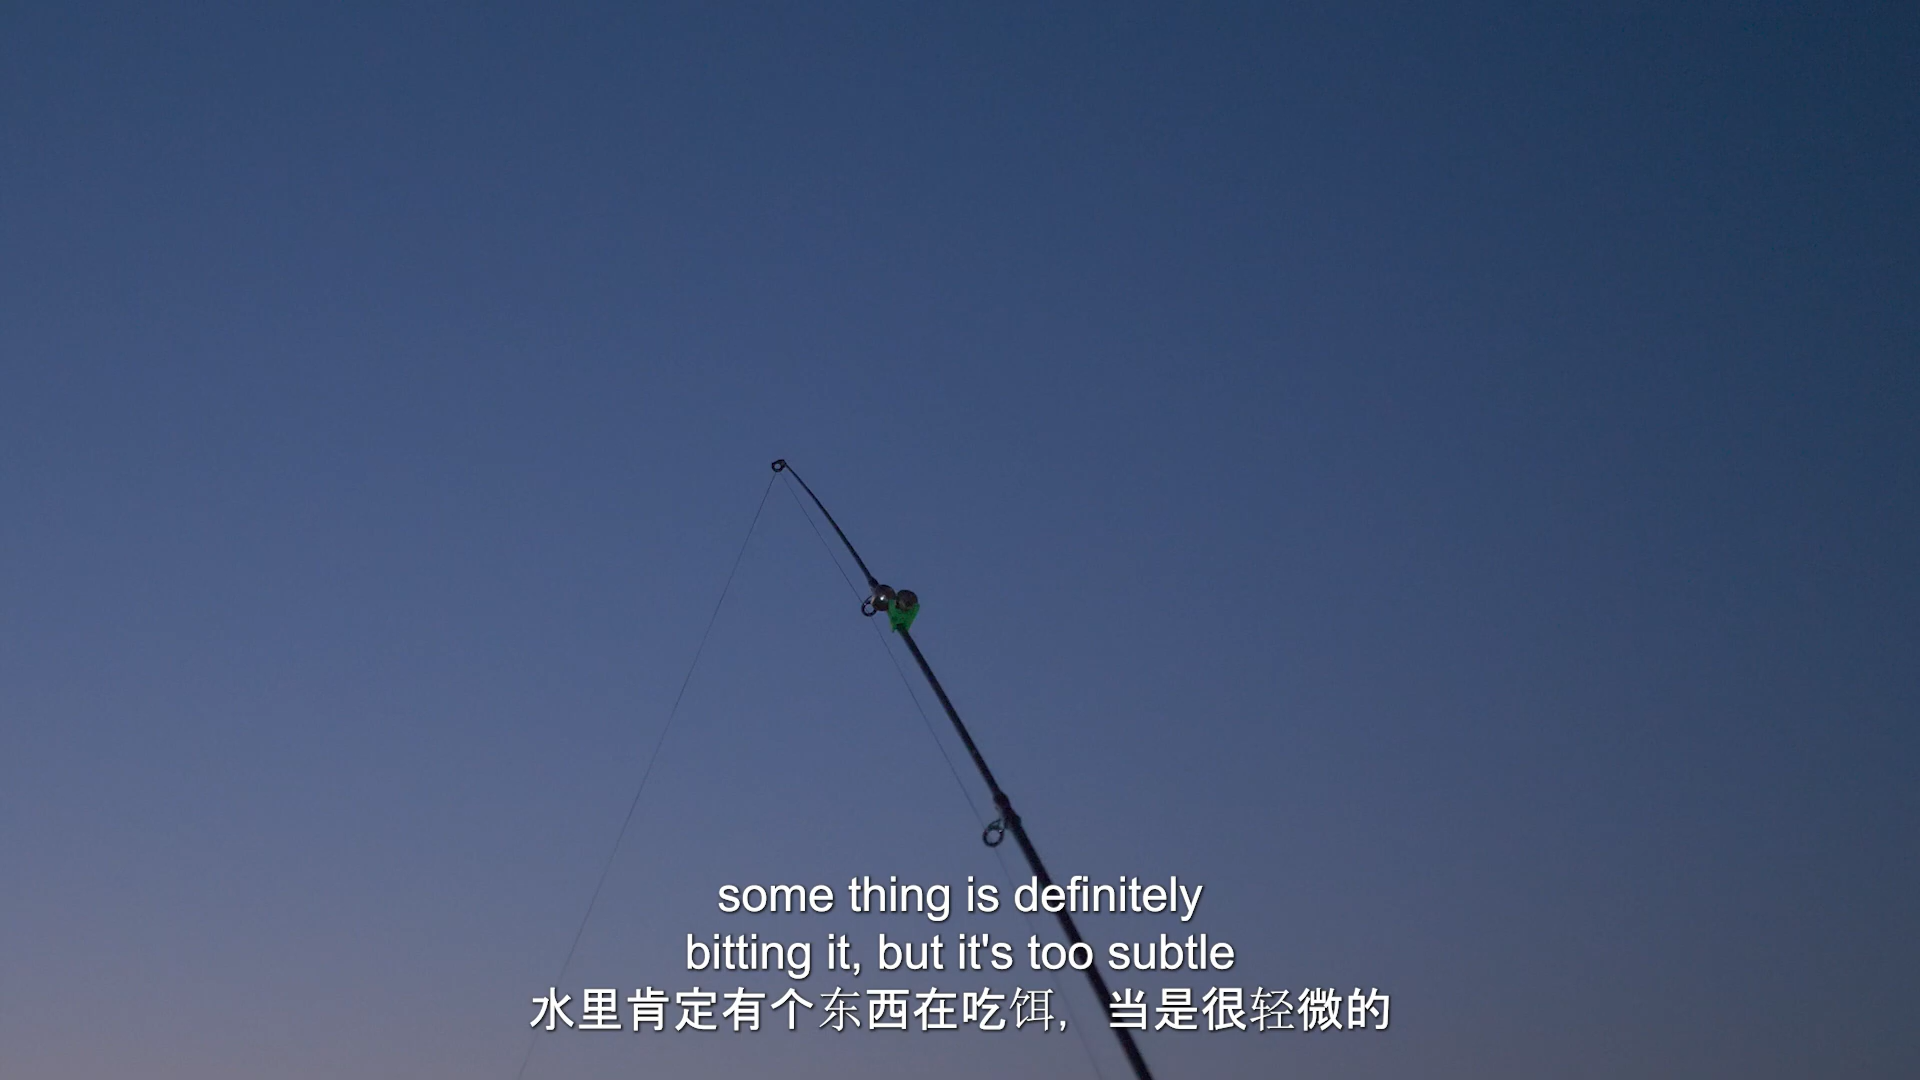 some thing is definitely
bitting it, but it's too subtle
水里肯定有个东西在吃饵，当是很轻微的